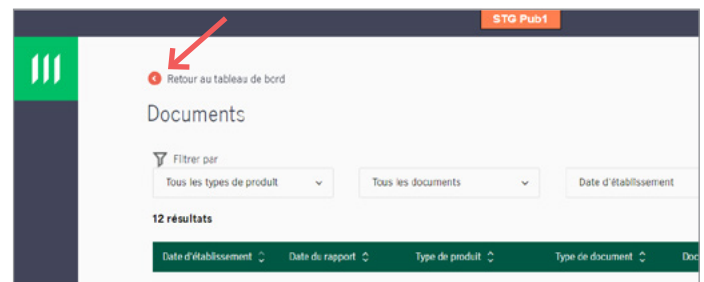 STG Pub1
Retour au tableau de bord
Documents
Filtrer par
Tous les types de produit Tous les documents Date d'établissement
12 résultats
Date d'établissement Date du rapport Type de produit Type de document Doc